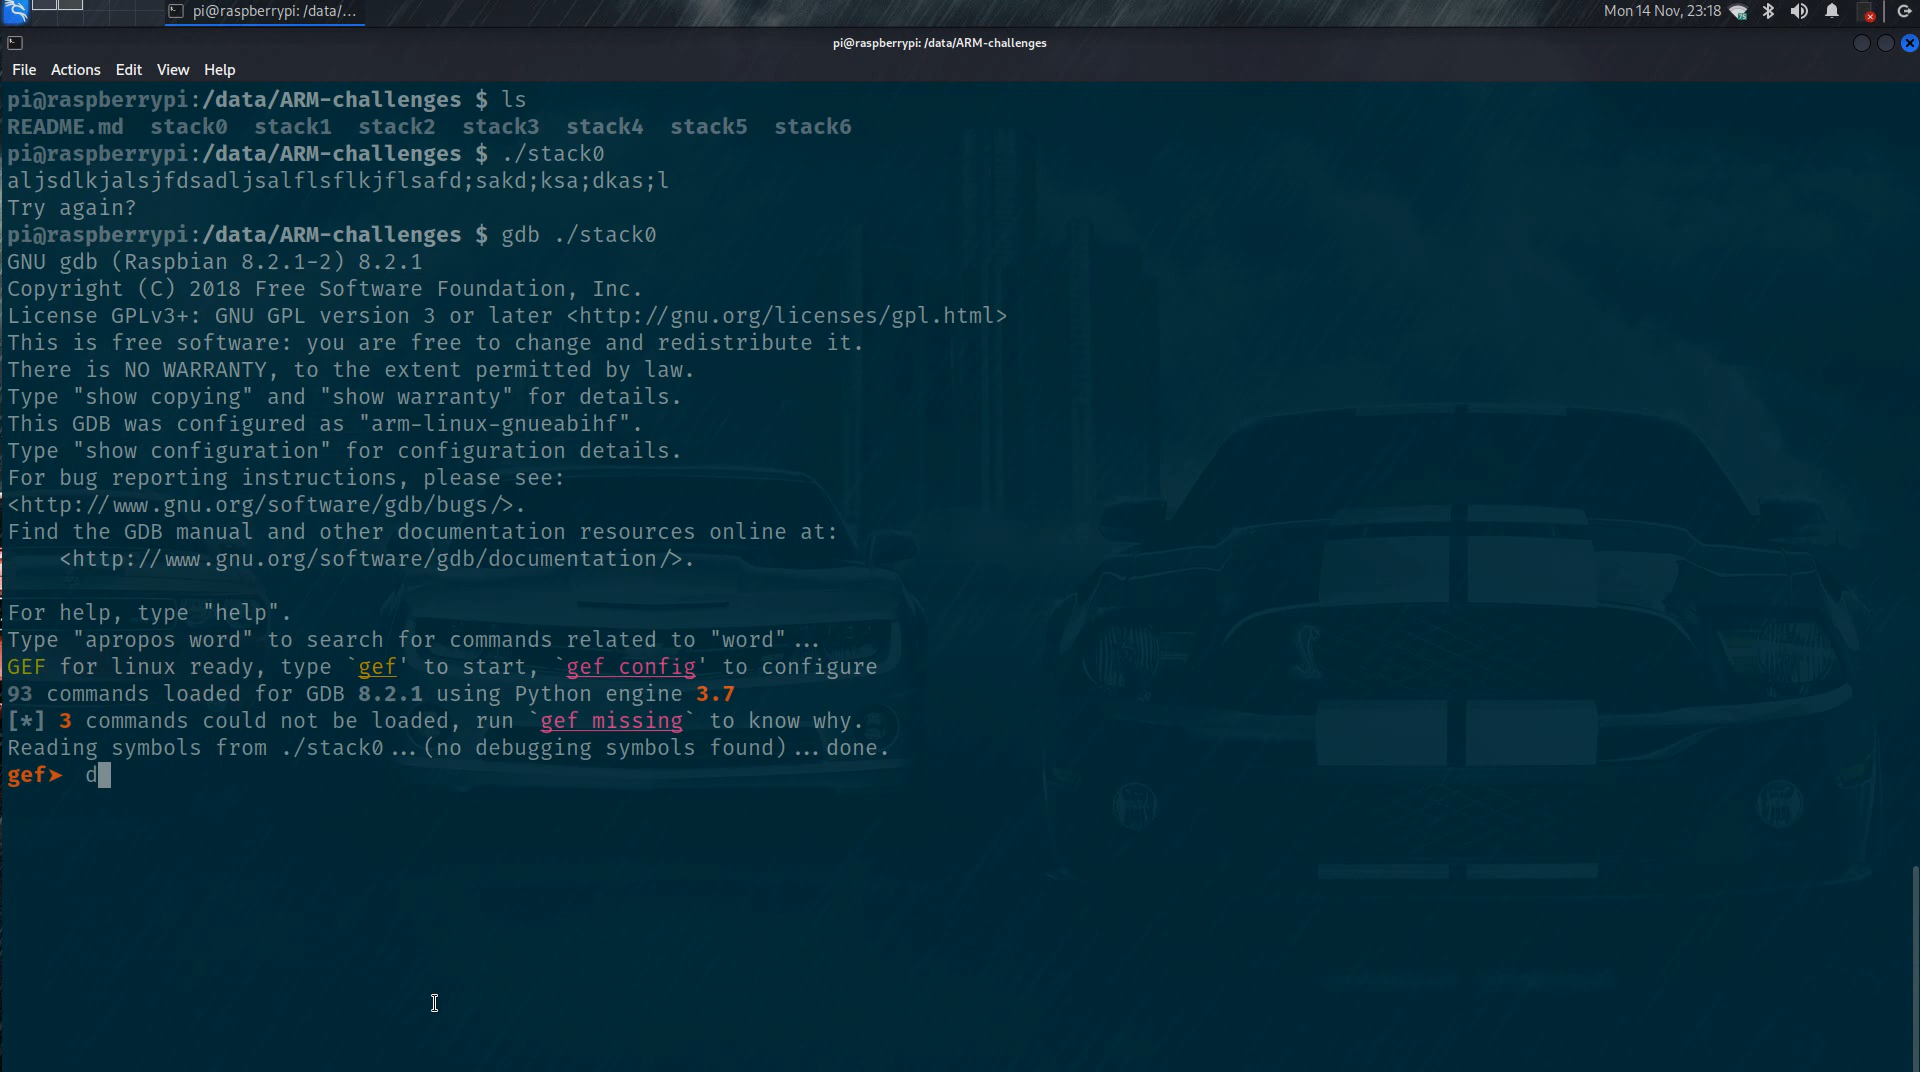 pi@raspberrypi: /data/...
Mon 14 Nov, 23:18
pi@raspberrypi: /data/ARM-challenges
File Actions Edit View Help
pi@raspberrypi:/data/ARM-challenges $ ls
README.md stack0 stack1 stack2 stack3 stack4 stack5 stack6
pi@raspberrypi:/data/ARM-challenges $ ./stack0
aljsdlkjalsjfdsadljsalflsflkjflsafd;sakd;ksa;dkas;l
Try again?
pi@raspberrypi:/data/ARM-challenges $ gdb ./stack0
GNU gdb (Raspbian 8.2.1-2) 8.2.1
Copyright (C) 2018 Free Software Foundation, Inc.
License GPLv3+: GNU GPL version 3 or later <http://gnu.org/licenses/gpl.html>
This is free software: you are free to change and redistribute it.
There is NO WARRANTY, to the extent permitted by law.
Type "show copying" and "show warranty" for details.
This GDB was configured as "arm-linux-gnueabihf".
Type "show configuration" for configuration details.
For bug reporting instructions, please see:
<http://www.gnu.org/software/gdb/bugs/>.
Find the GDB manual and other documentation resources online at:
    <http://www.gnu.org/software/gdb/documentation/>.
For help, type "help".
Type "apropos word" to search for commands related to "word"...
GEF for linux ready, type `gef' to start, `gef config' to configure
93 commands loaded for GDB 8.2.1 using Python engine 3.7
[*] 3 commands could not be loaded, run `gef missing` to know why.
Reading symbols from ./stack0...(no debugging symbols found)...done.
gef➤ d